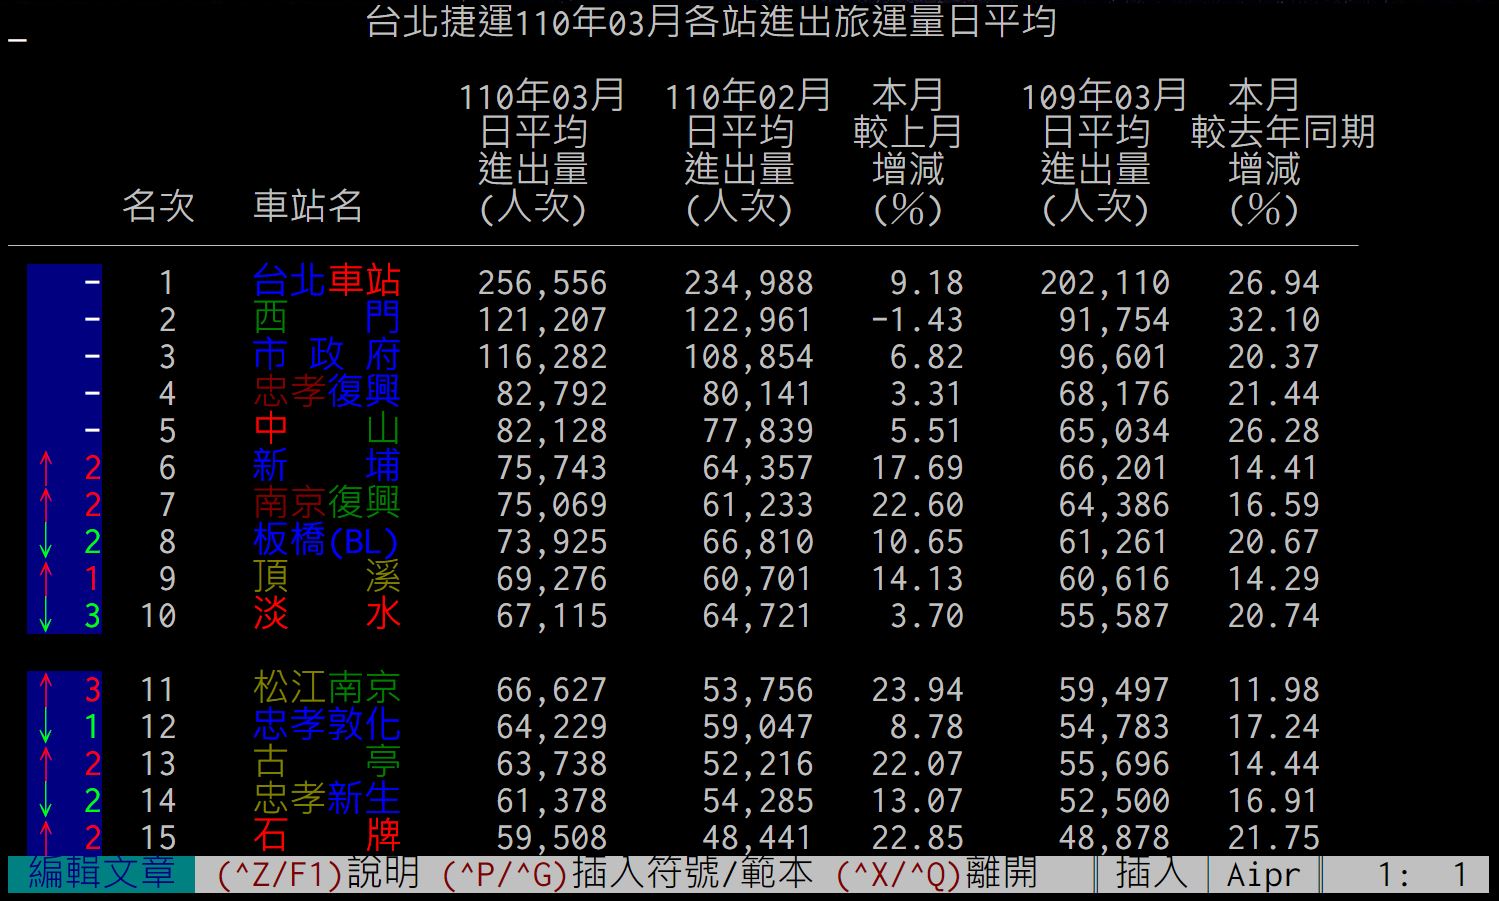 台北捷運110年03月各站進出旅運量日平均
110年03月 110年02月 本月 109年03月 本月
日平均 日平均 較上月 日平均 較去年同期
進出量 進出量 增減 進出量 增減
名次 車站名 (人次) (人次) (%) (人次) (%)
- 1 台北車站 256,556 234,988 9.18 202,110 26.94
- 2 西門 121,207 122,961 -1.43 91,754 32.10
- 3 市政府 116,282 108,854 6.82 96,601 20.37
- 4 忠孝復興 82,792 80,141 3.31 68,176 21.44
- 5 中山 82,128 77,839 5.51 65,034 26.28
↑ 2 6 新埔 75,743 64,357 17.69 66,201 14.41
↑ 2 7 南京復興 75,069 61,233 22.60 64,386 16.59
↓ 2 8 板橋(BL) 73,925 66,810 10.65 61,261 20.67
↑ 1 9 頂溪 69,276 60,701 14.13 60,616 14.29
↓ 3 10 淡水 67,115 64,721 3.70 55,587 20.74
↑ 3 11 松江南京 66,627 53,756 23.94 59,497 11.98
↓ 1 12 忠孝敦化 64,229 59,047 8.78 54,783 17.24
↑ 2 13 古亭 63,738 52,216 22.07 55,696 14.44
↓ 2 14 忠孝新生 61,378 54,285 13.07 52,500 16.91
↑ 2 15 石牌 59,508 48,441 22.85 48,878 21.75
編輯文章 (^Z/F1)說明 (^P/^G)插入符號/範本 (^X/^Q)離開 ‖插入│Aipr‖ 1: 1